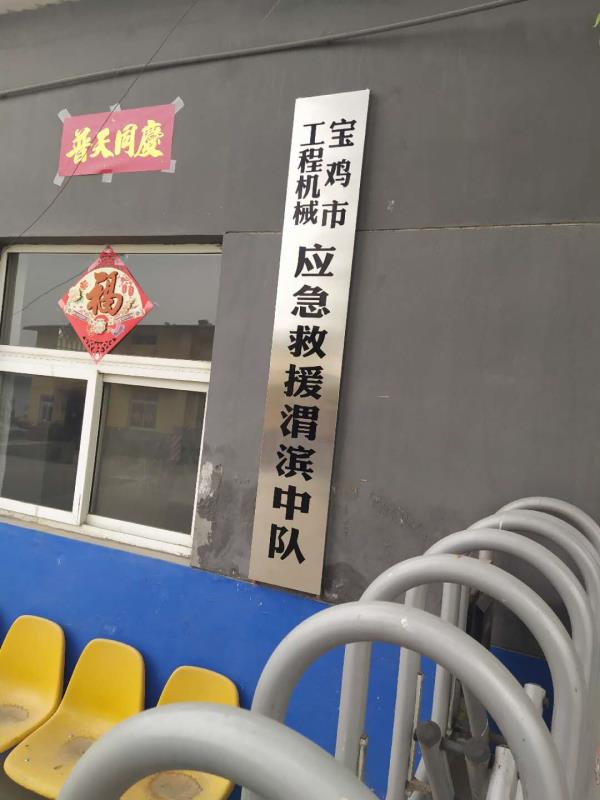 普天同慶
福
宝鸡市
工程机械
应急救援渭滨中队